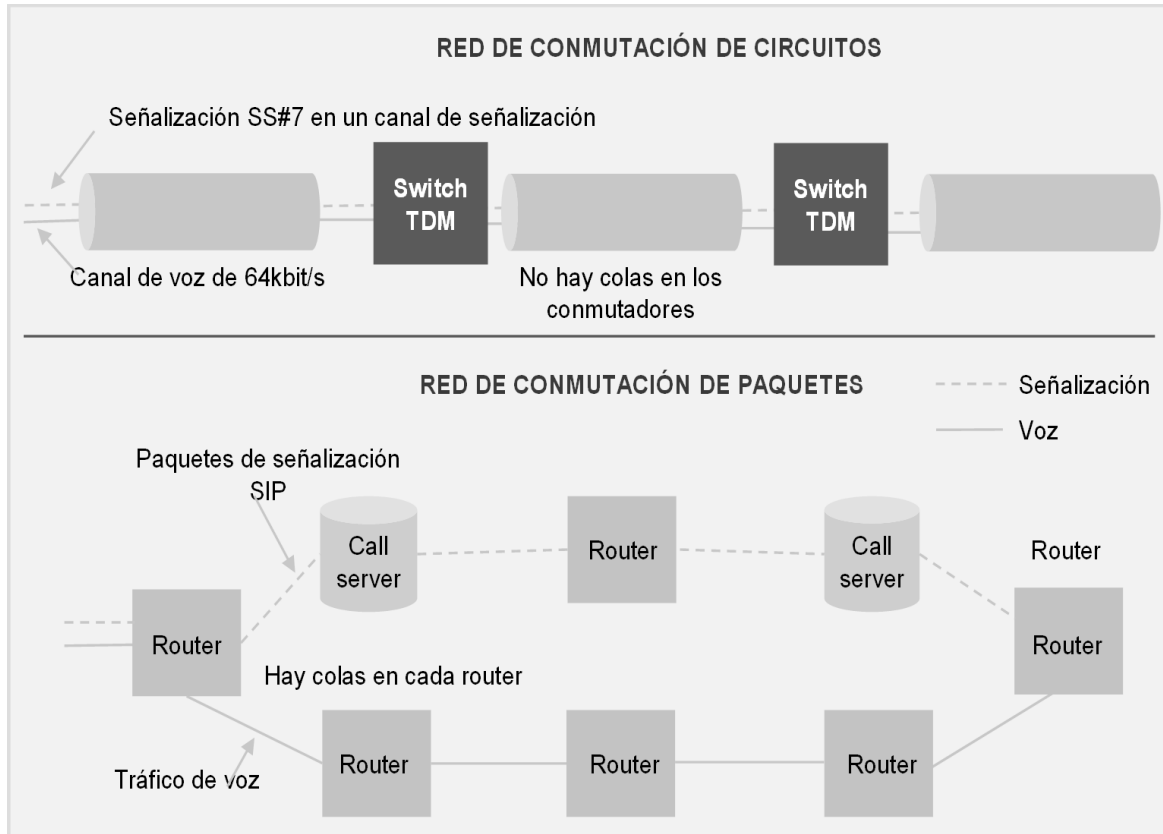 RED DE CONMUTACIÓN DE CIRCUITOS
Señalización SS#7 en un canal de señalización
Switch
TDM
Switch
TDM
Canal de voz de 64kbit/s
No hay colas en los
conmutadores
RED DE CONMUTACIÓN DE PAQUETES
Señalización
Voz
Paquetes de señalización
SIP
Call
server
Router
Call
server
Router
Router
Router
Hay colas en cada router
Router
Router
Router
Tráfico de voz